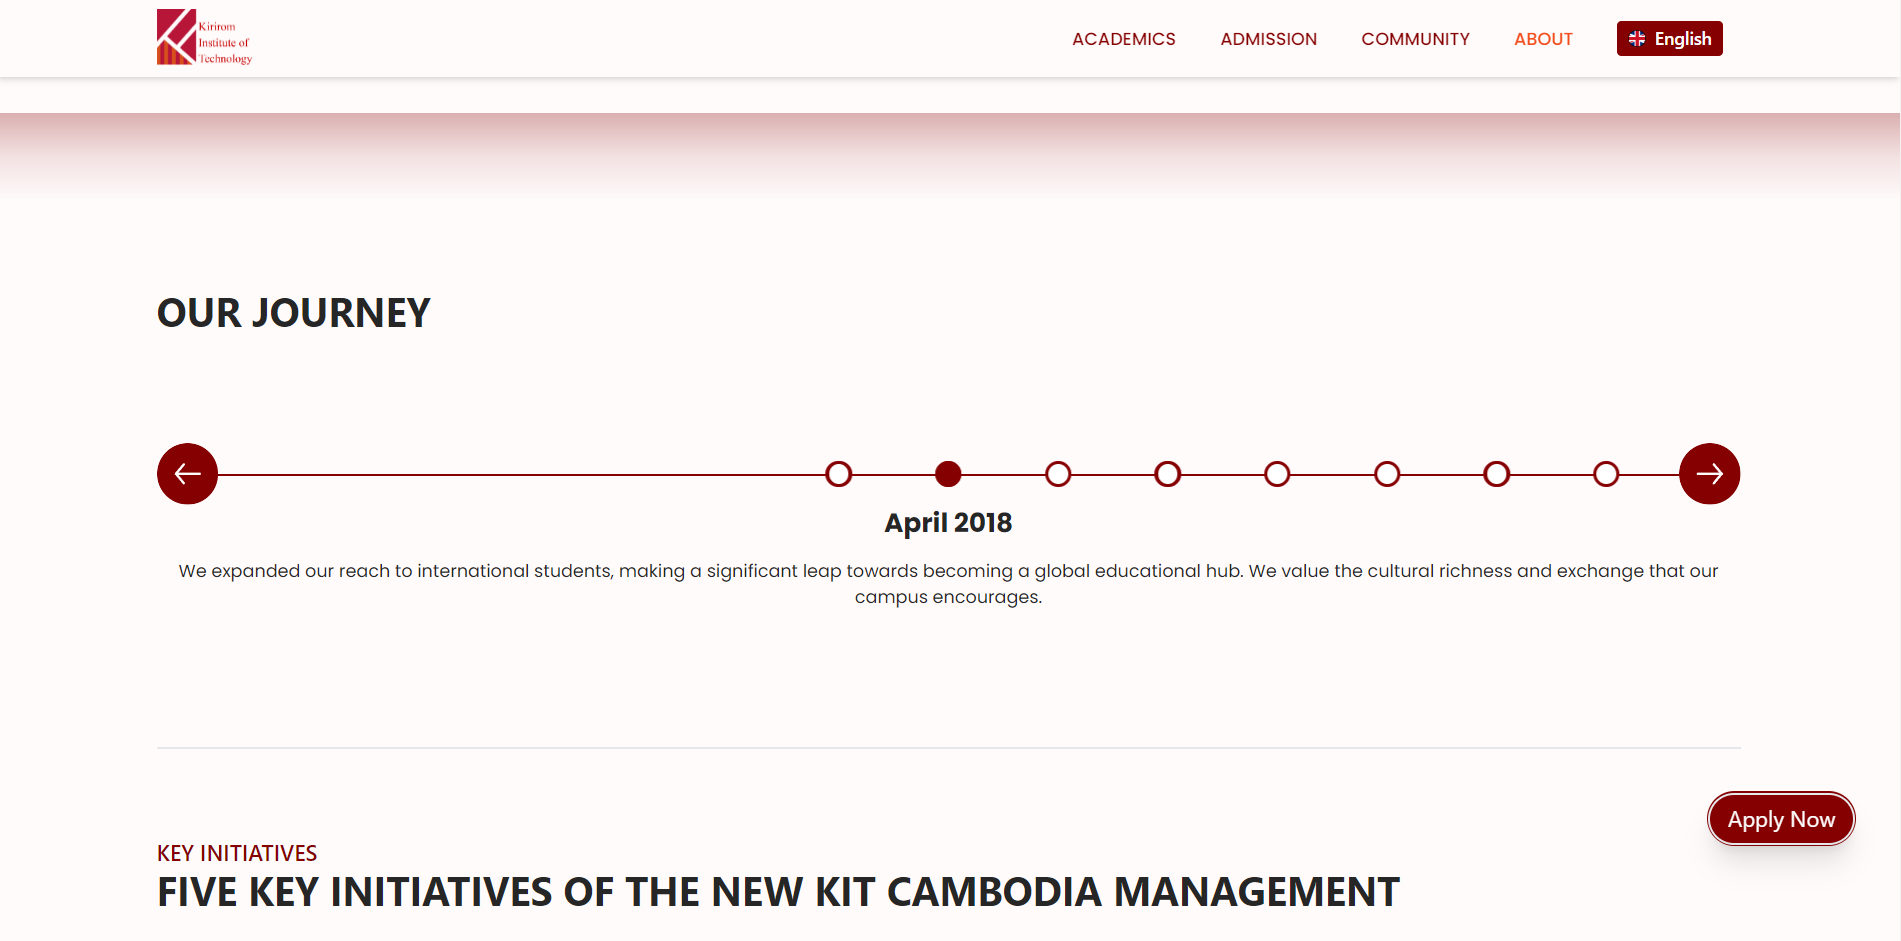 Kirirom
Institute of
Technology
ACADEMICS
ADMISSION
COMMUNITY
ABOUT
English
OUR JOURNEY
April 2018
We expanded our reach to international students, making a significant leap towards becoming a global educational hub. We value the cultural richness and exchange that our
campus encourages.
Apply Now
KEY INITIATIVES
FIVE KEY INITIATIVES OF THE NEW KIT CAMBODIA MANAGEMENT